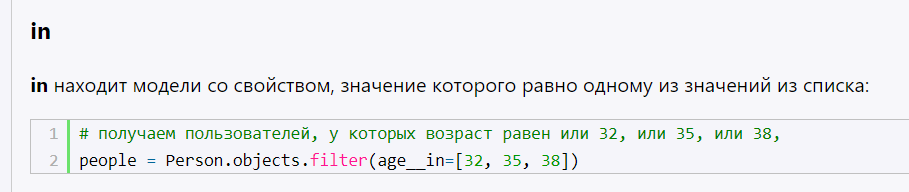 in
in находит модели со свойством, значение которого равно одному из значений из списка:
1 # получаем пользователей, у которых возраст равен или 32, или 35, или 38,
2 people = Person.objects.filter(age__in=[32, 35, 38])